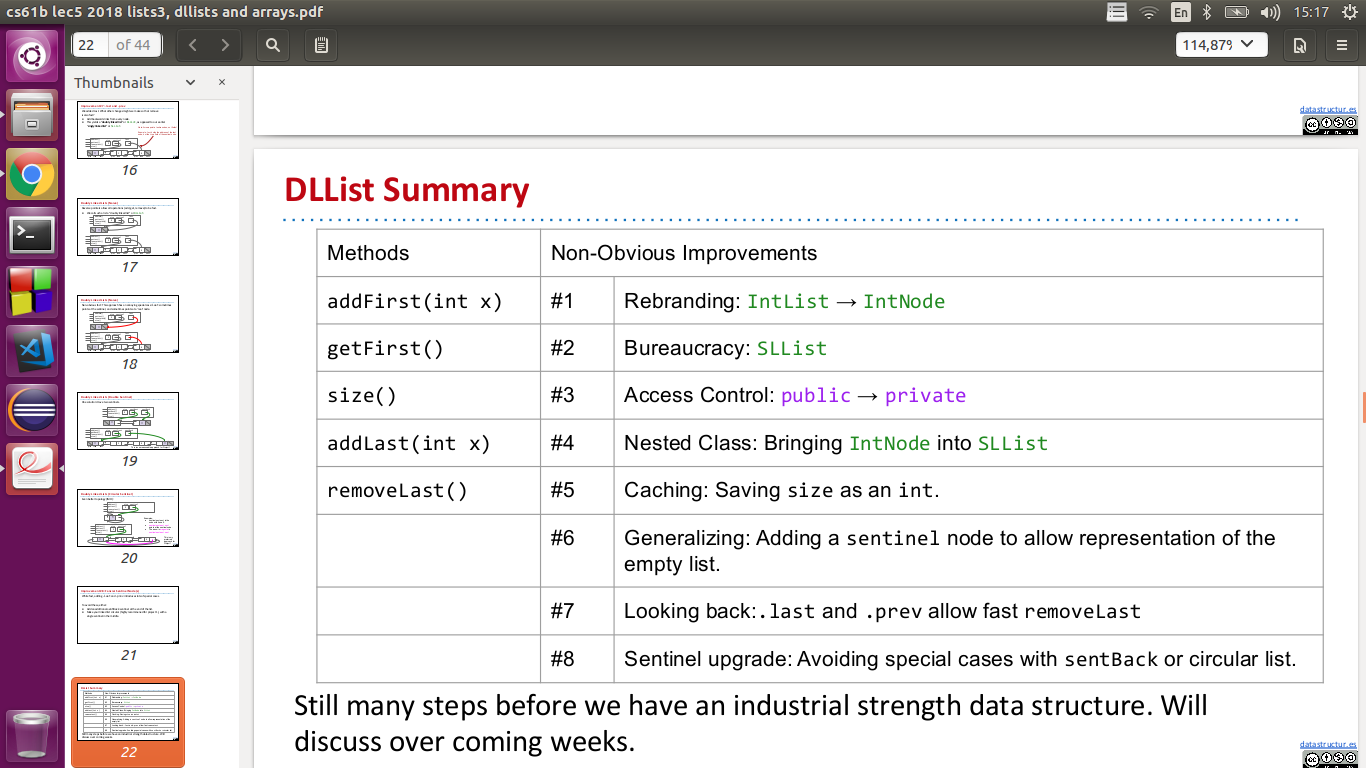 cs61b lec5 2018 lists3, dllists and arrays.pdf
En
15:17
22 of 44
114,87%
Thumbnails
16
17
18
19
20
21
22
datastructur.es
DLList Summary
Methods Non-Obvious Improvements
addFirst(int x) #1 Rebranding: IntList → IntNode
getFirst() #2 Bureaucracy: SLList
size() #3 Access Control: public → private
addLast(int x) #4 Nested Class: Bringing IntNode into SLList
removeLast() #5 Caching: Saving size as an int.
#6 Generalizing: Adding a sentinel node to allow representation of the
empty list.
#7 Looking back:.last and .prev allow fast removeLast
#8 Sentinel upgrade: Avoiding special cases with sentBack or circular list.
Still many steps before we have an industrial strength data structure. Will
discuss over coming weeks.
datastructur.es